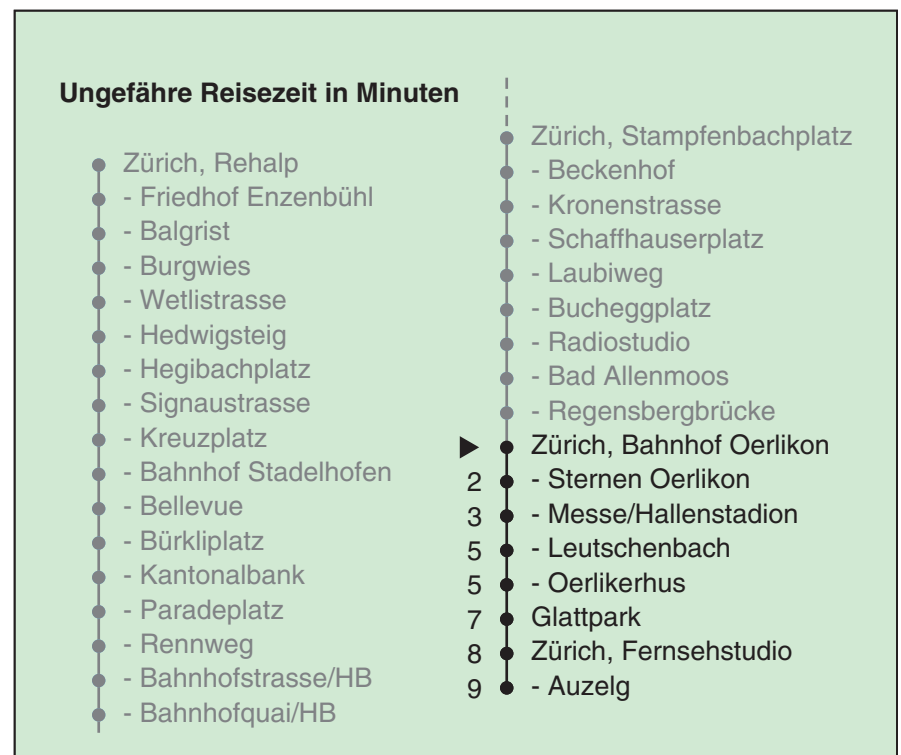 Ungefähre Reisezeit in Minuten
Zürich, Rehalp
- Friedhof Enzenbühl
- Balgrist
- Burgwies
- Wetlistrasse
- Hedwigsteig
- Hegibachplatz
- Signaustrasse
- Kreuzplatz
- Bahnhof Stadelhofen
- Bellevue
- Bürkliplatz
- Kantonalbank
- Paradeplatz
- Rennweg
- Bahnhofstrasse/HB
- Bahnhofquai/HB
Zürich, Stampfenbachplatz
- Beckenhof
- Kronenstrasse
- Schaffhauserplatz
- Laubiweg
- Bucheggplatz
- Radiostudio
- Bad Allenmoos
- Regensbergbrücke
Zürich, Bahnhof Oerlikon
2 - Sternen Oerlikon
3 - Messe/Hallenstadion
5 - Leutschenbach
5 - Oerlikerhus
7 Glattpark
8 Zürich, Fernsehstudio
9 - Auzelg